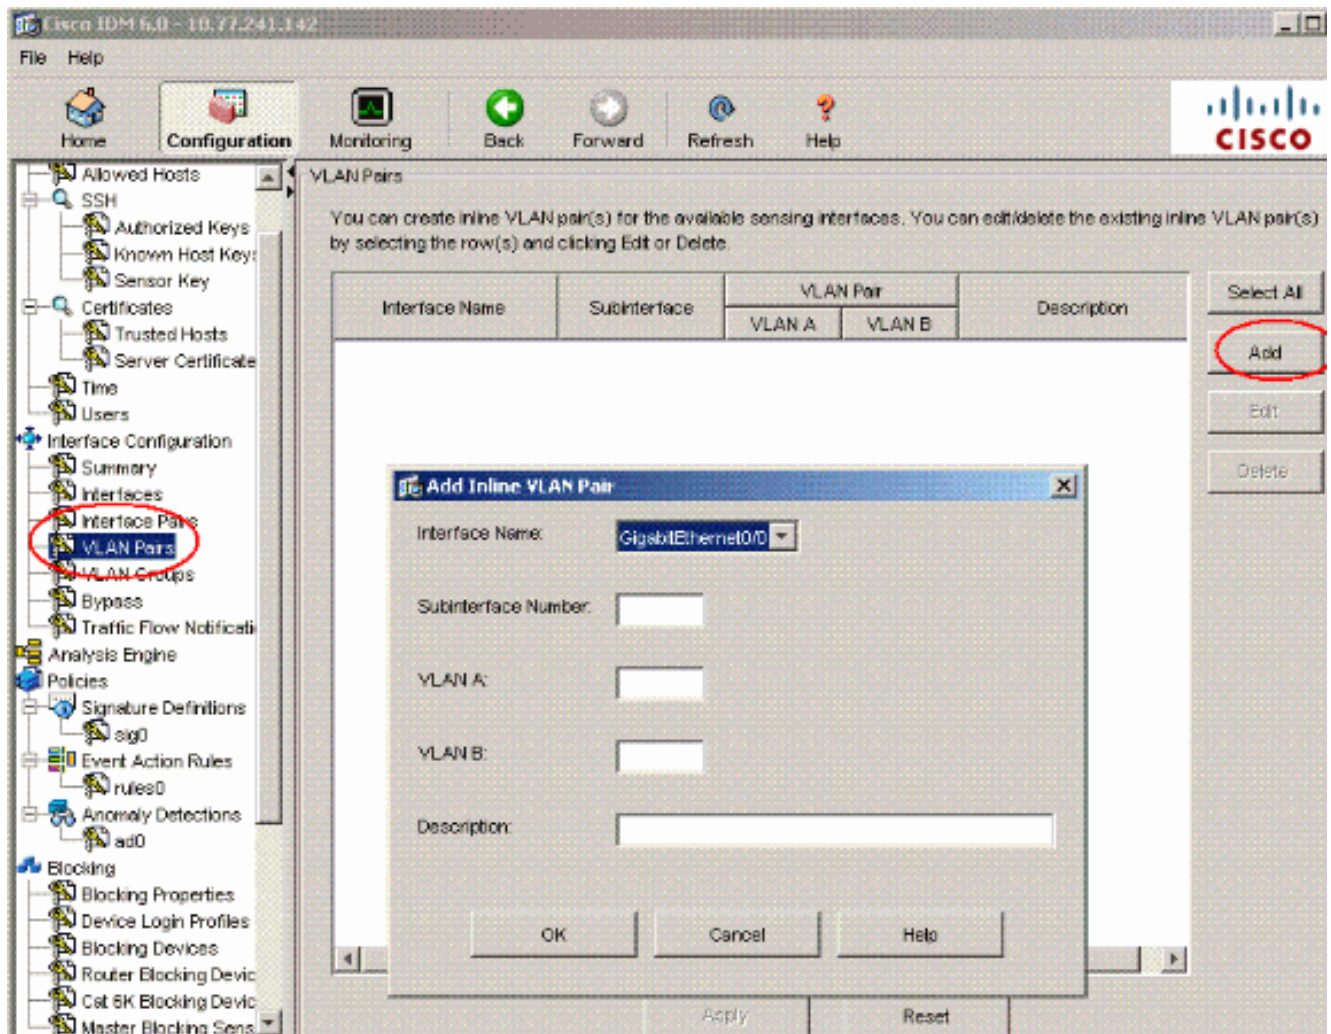 Cisco IDM 6.0 - 10.77.241.142
File Help
Home Configuration Monitoring Back Forward Refresh Help
CISCO
Allowed Hosts
SSH
Authorized Keys
Known Host Key
Sensor Key
Certificates
Trusted Hosts
Server Certificate
Time
Users
Interface Configuration
Summary
Interfaces
Interface Pairs
VLAN Pairs
VLAN Groups
Bypass
Traffic Flow Notificati
Analysis Engine
Policies
Signature Definitions
sig0
Event Action Rules
rules0
Anomaly Detections
ad0
Blocking
Blocking Properties
Device Login Profiles
Blocking Devices
Router Blocking Devic
Cat 6K Blocking Devic
Master Blocking Sens
VLAN Pairs
You can create inline VLAN pair(s) for the available sensing interfaces. You can edit/delete the existing inline VLAN pair(s)
by selecting the row(s) and clicking Edit or Delete.
Interface Name Subinterface VLAN Pair Description
VLAN A VLAN B
Select All
Add
Edit
Delete
Add Inline VLAN Pair
Interface Name: GigabitEthernet0/0
Subinterface Number:
VLAN A:
VLAN B:
Description:
OK Cancel Help
Apply Reset